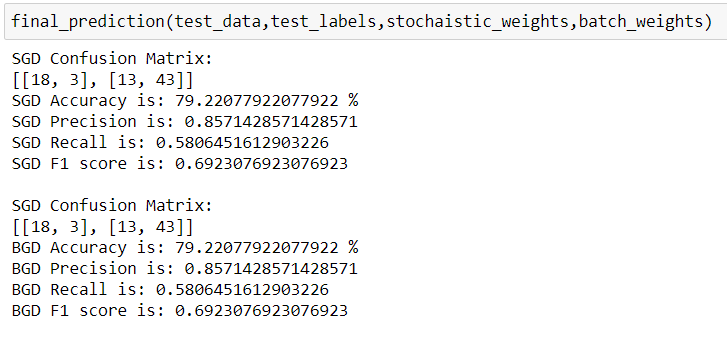 final_prediction(test_data,test_labels,stochaistic_weights,batch_weights)
SGD Confusion Matrix:
[[18, 3], [13, 43]]
SGD Accuracy is: 79.22077922077922 %
SGD Precision is: 0.8571428571428571
SGD Recall is: 0.5806451612903226
SGD F1 score is: 0.6923076923076923
SGD Confusion Matrix:
[[18, 3], [13, 43]]
BGD Accuracy is: 79.22077922077922 %
BGD Precision is: 0.8571428571428571
BGD Recall is: 0.5806451612903226
BGD F1 score is: 0.6923076923076923